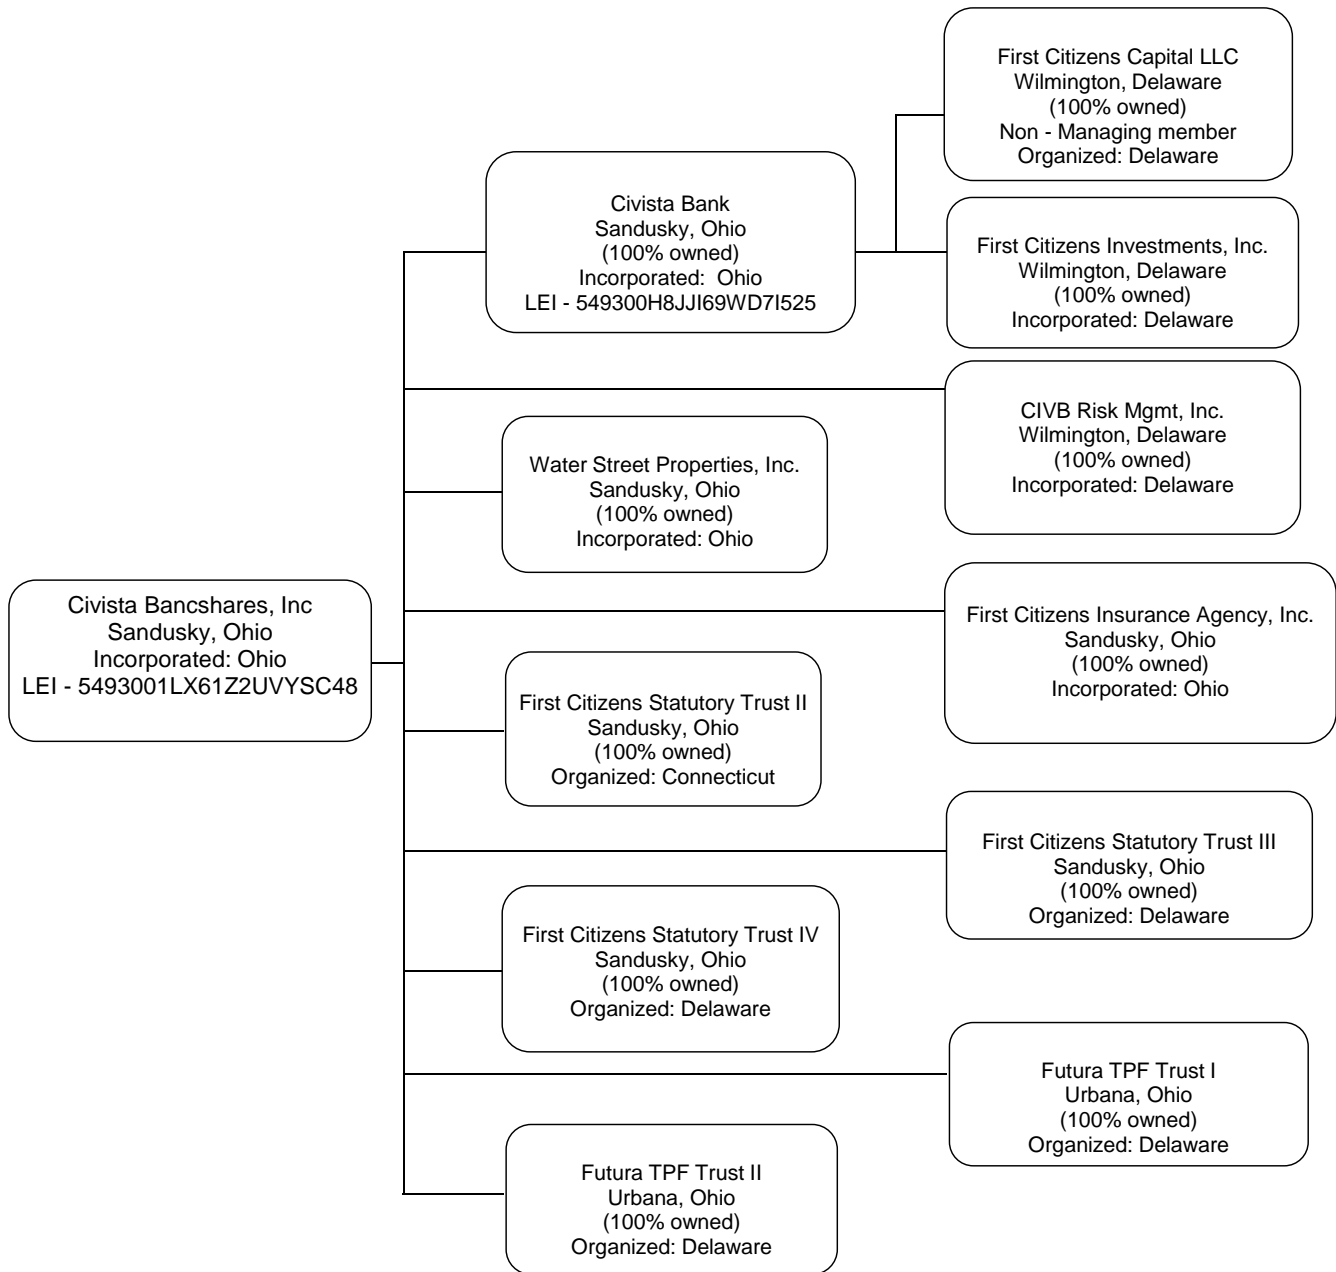 First Citizens Capital LLC
Wilmington, Delaware
(100% owned)
Non - Managing member
Organized: Delaware
Civista Bank
Sandusky, Ohio
(100% owned)
Incorporated:  Ohio
LEI - 549300H8JJI69WD7I525
First Citizens Investments, Inc.
Wilmington, Delaware
(100% owned)
Incorporated: Delaware
CIVB Risk Mgmt, Inc.
Wilmington, Delaware
(100% owned)
Incorporated: Delaware
Water Street Properties, Inc.
Sandusky, Ohio
(100% owned)
Incorporated: Ohio
Civista Bancshares, Inc
Sandusky, Ohio
Incorporated: Ohio
LEI - 5493001LX61Z2UVYSC48
First Citizens Insurance Agency, Inc.
Sandusky, Ohio
(100% owned)
Incorporated: Ohio
First Citizens Statutory Trust II
Sandusky, Ohio
(100% owned)
Organized: Connecticut
First Citizens Statutory Trust III
Sandusky, Ohio
(100% owned)
Organized: Delaware
First Citizens Statutory Trust IV
Sandusky, Ohio
(100% owned)
Organized: Delaware
Futura TPF Trust I
Urbana, Ohio
(100% owned)
Organized: Delaware
Futura TPF Trust II
Urbana, Ohio
(100% owned)
Organized: Delaware